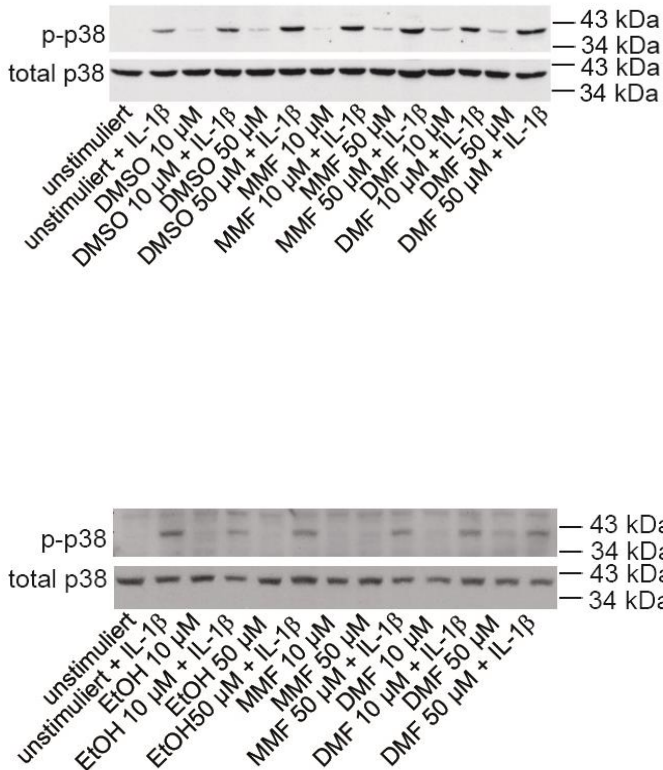 p-p38
43 kDa
34 kDa
total p38
43 kDa
34 kDa
unstimuliert
unstimuliert + IL-1β
DMSO 10 µM
DMSO 10 µM + IL-1β
DMSO 50 µM
DMSO 50 µM + IL-1β
MMF 10 µM
MMF 10 µM + IL-1β
MMF 50 µM
MMF 50 µM + IL-1β
DMF 10 µM
DMF 10 µM + IL-1β
DMF 50 µM
DMF 50 µM + IL-1β
p-p38
43 kDa
34 kDa
total p38
43 kDa
34 kDa
unstimuliert
unstimuliert + IL-1β
EtOH 10 µM
EtOH 10 µM + IL-1β
EtOH 50 µM
EtOH50 µM + IL-1β
MMF 10 µM
MMF 50 µM
MMF 50 µM + IL-1β
DMF 10 µM
DMF 10 µM + IL-1β
DMF 50 µM
DMF 50 µM + IL-1β